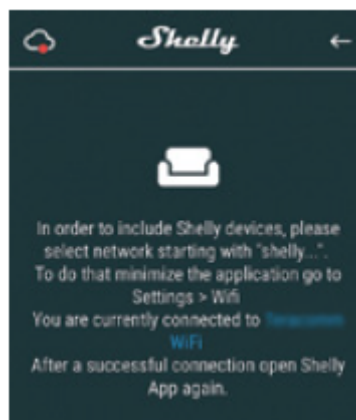 Shelly
In order to include Shelly devices, please
select network starting with "shelly...".
To do that minimize the application go to
Settings > Wifi
You are currently connected to
WiFi
After a successful connection open Shelly
App again.